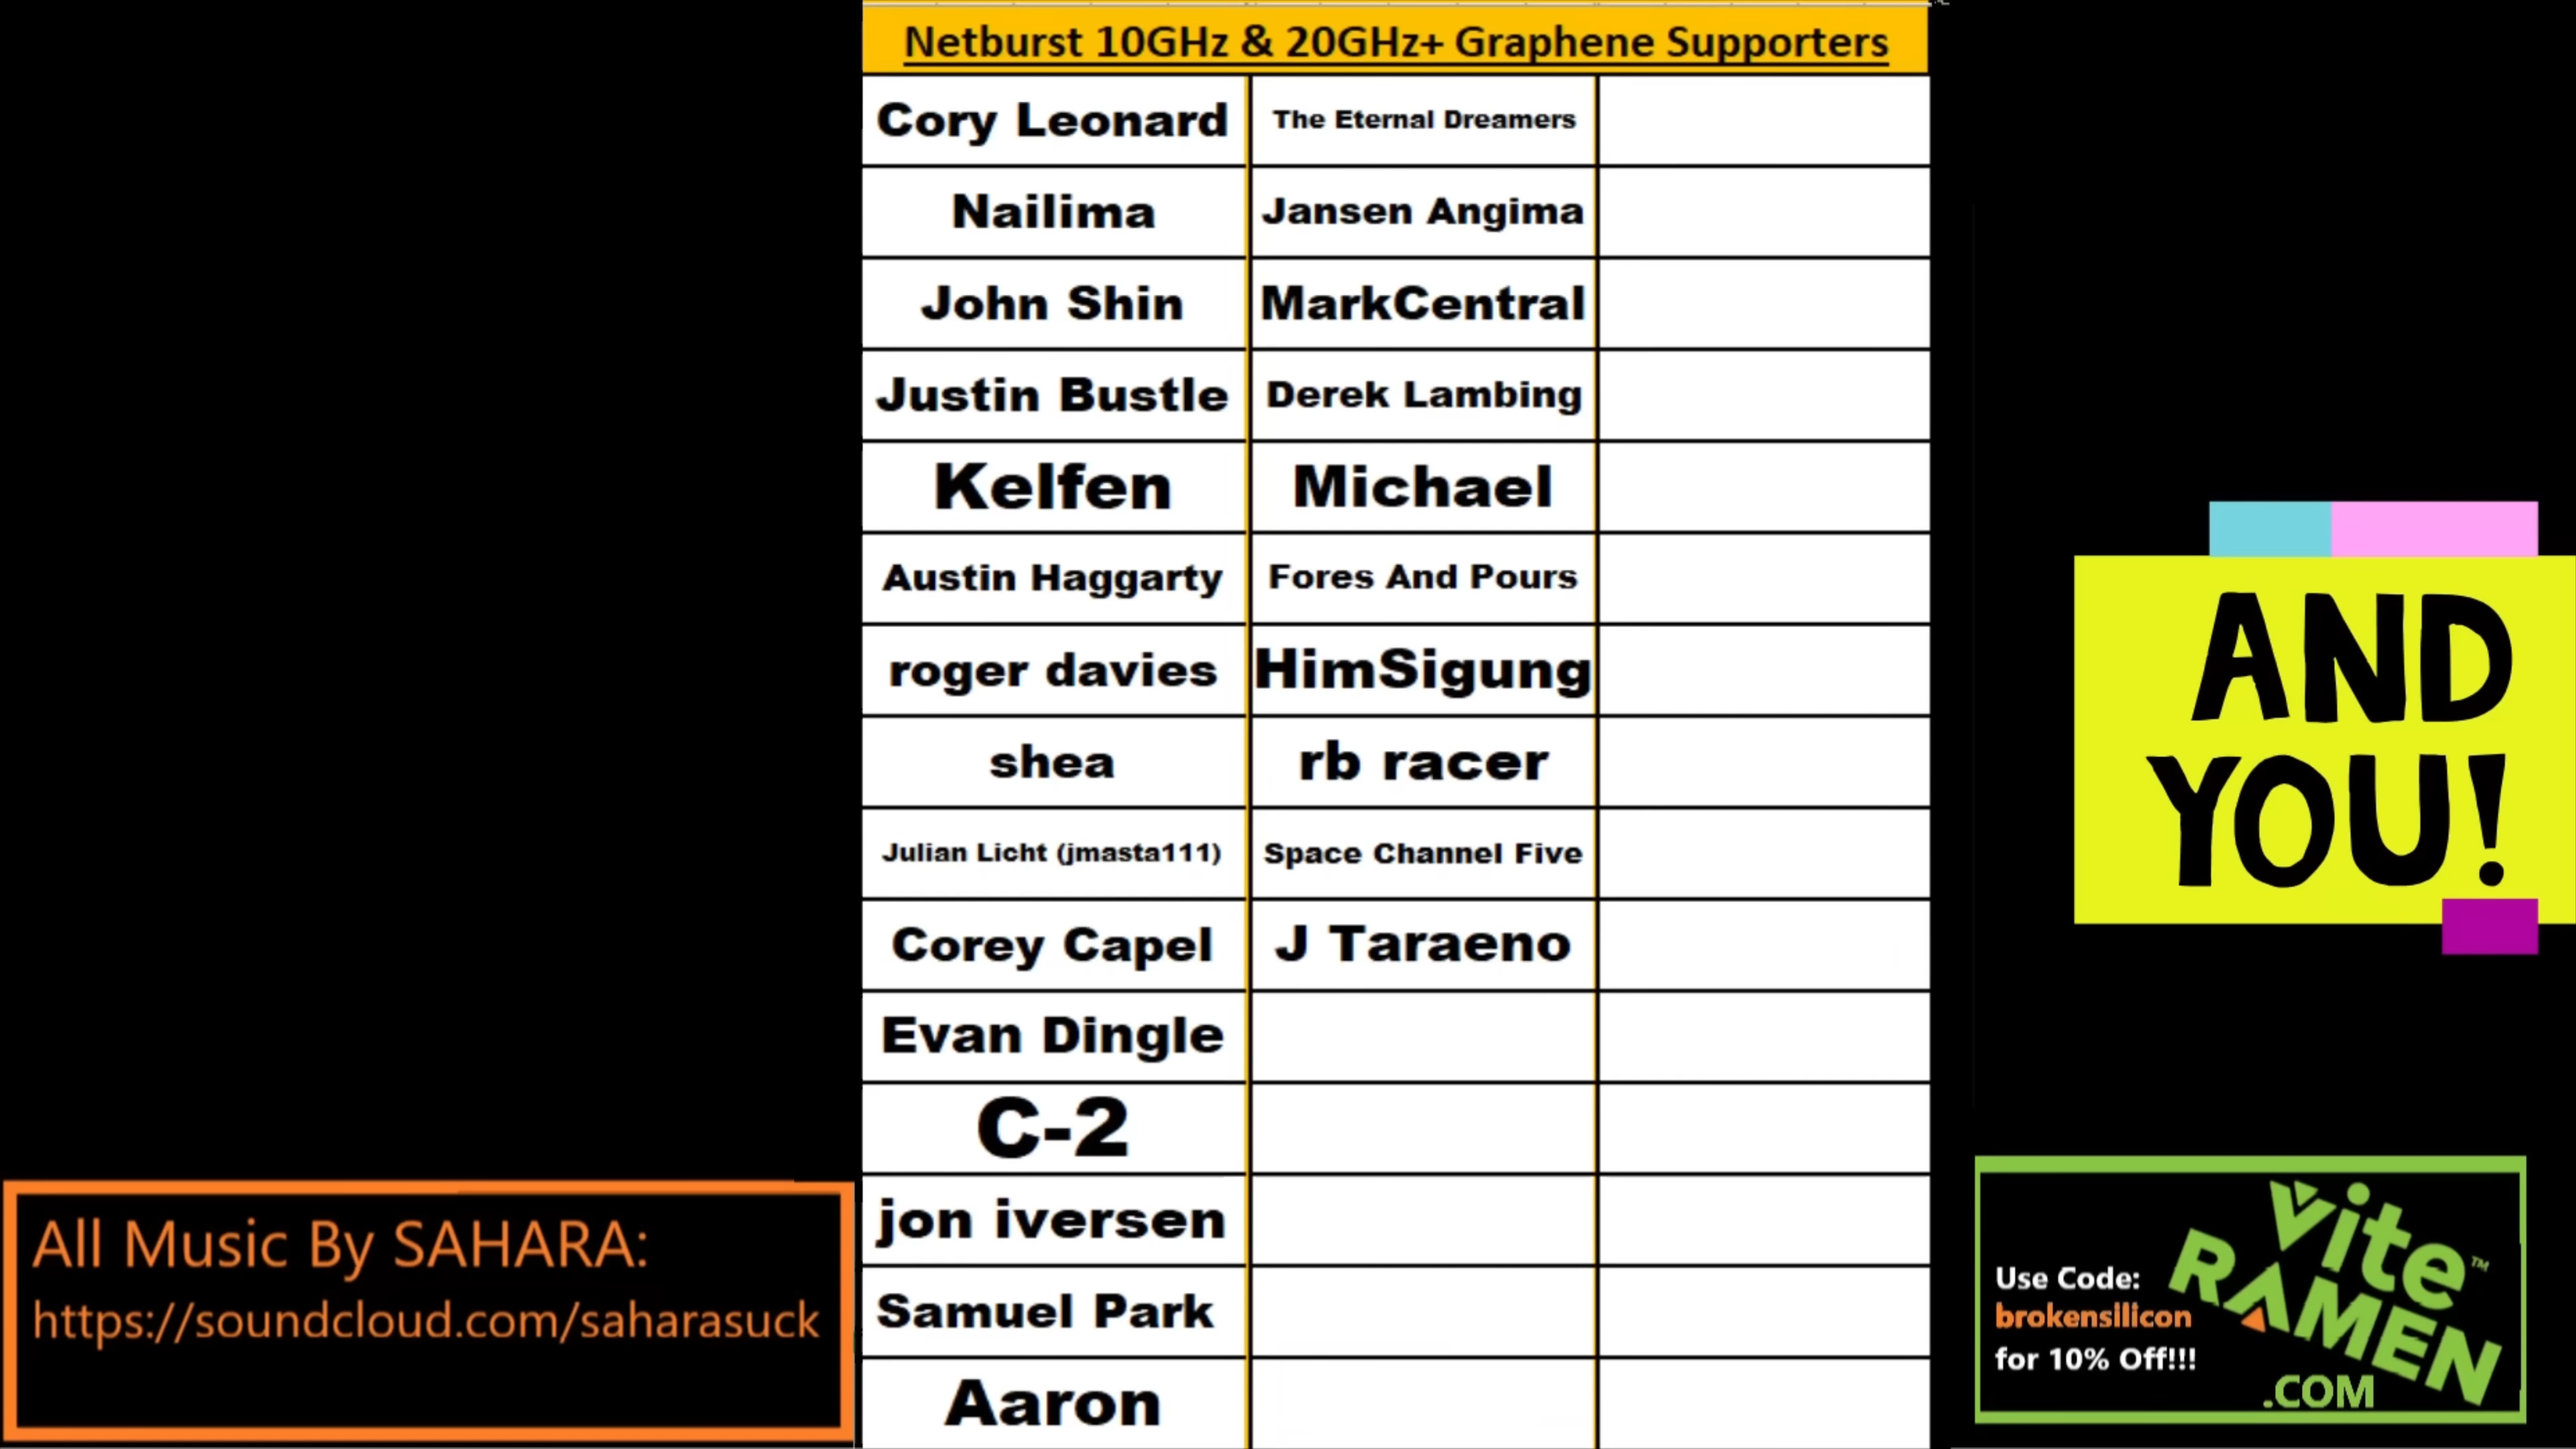 Netburst 10GHz & 20GHz+ Graphene Supporters
Cory Leonard The Eternal Dreamers
Nailima Jansen Angima
John Shin MarkCentral
Justin Bustle Derek Lambing
Kelfen Michael
Austin Haggarty Fores And Pours
roger davies HimSigung
shea rb racer
Julian Licht (jmasta111) Space Channel Five
Corey Capel J Taraeno
Evan Dingle
C-2
jon iversen
Samuel Park
Aaron
AND
YOU!
All Music By SAHARA:
https://soundcloud.com/saharasuck
Use Code:
brokensilicon
for 10% Off!!!
Vite™
RAMEN
.COM